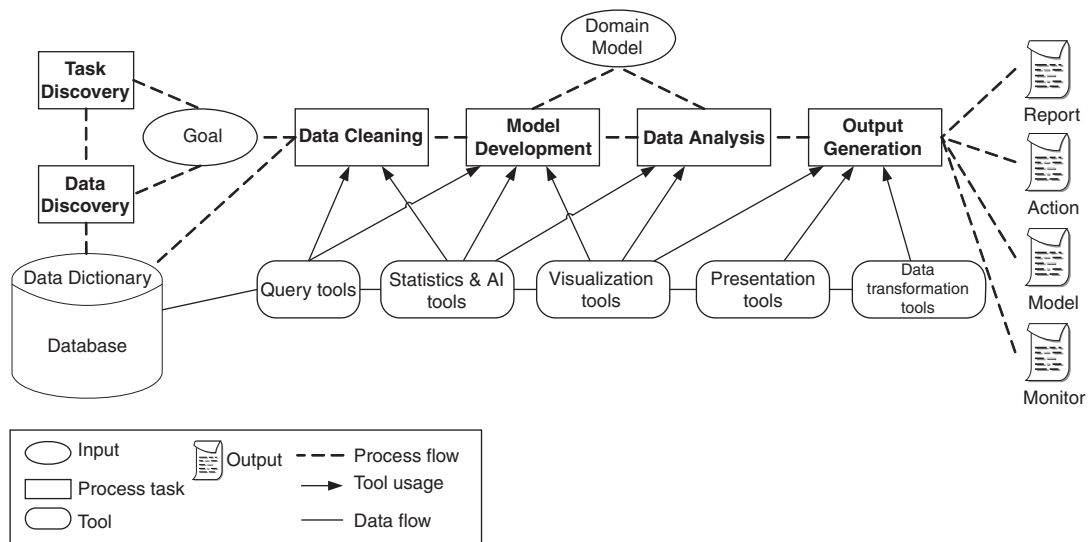 Domain
Model
Task
Discovery
Goal
Data Cleaning
Model
Development
Data Analysis
Output
Generation
Report
Data
Discovery
Action
Data Dictionary
Database
Query tools
Statistics & AI
tools
Visualization
tools
Presentation
tools
Data
transformation
tools
Model
Monitor
Input
Output
Process flow
Process task
Tool usage
Tool
Data flow